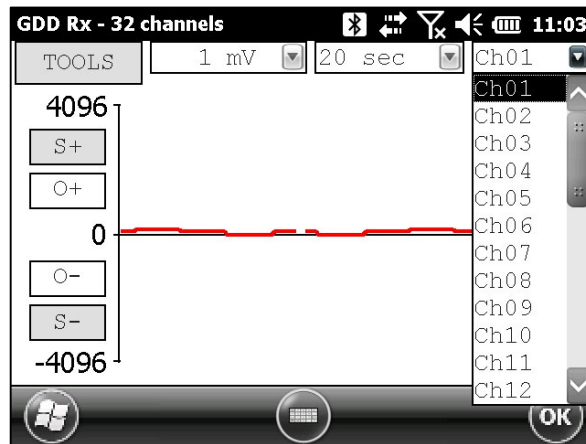 GDD Rx - 32 channels 11:03
TOOLS 1 mV 20 sec Ch01
4096
S+
O+
0
O-
S-
-4096
Ch01
Ch02
Ch03
Ch04
Ch05
Ch06
Ch07
Ch08
Ch09
Ch10
Ch11
Ch12
OK